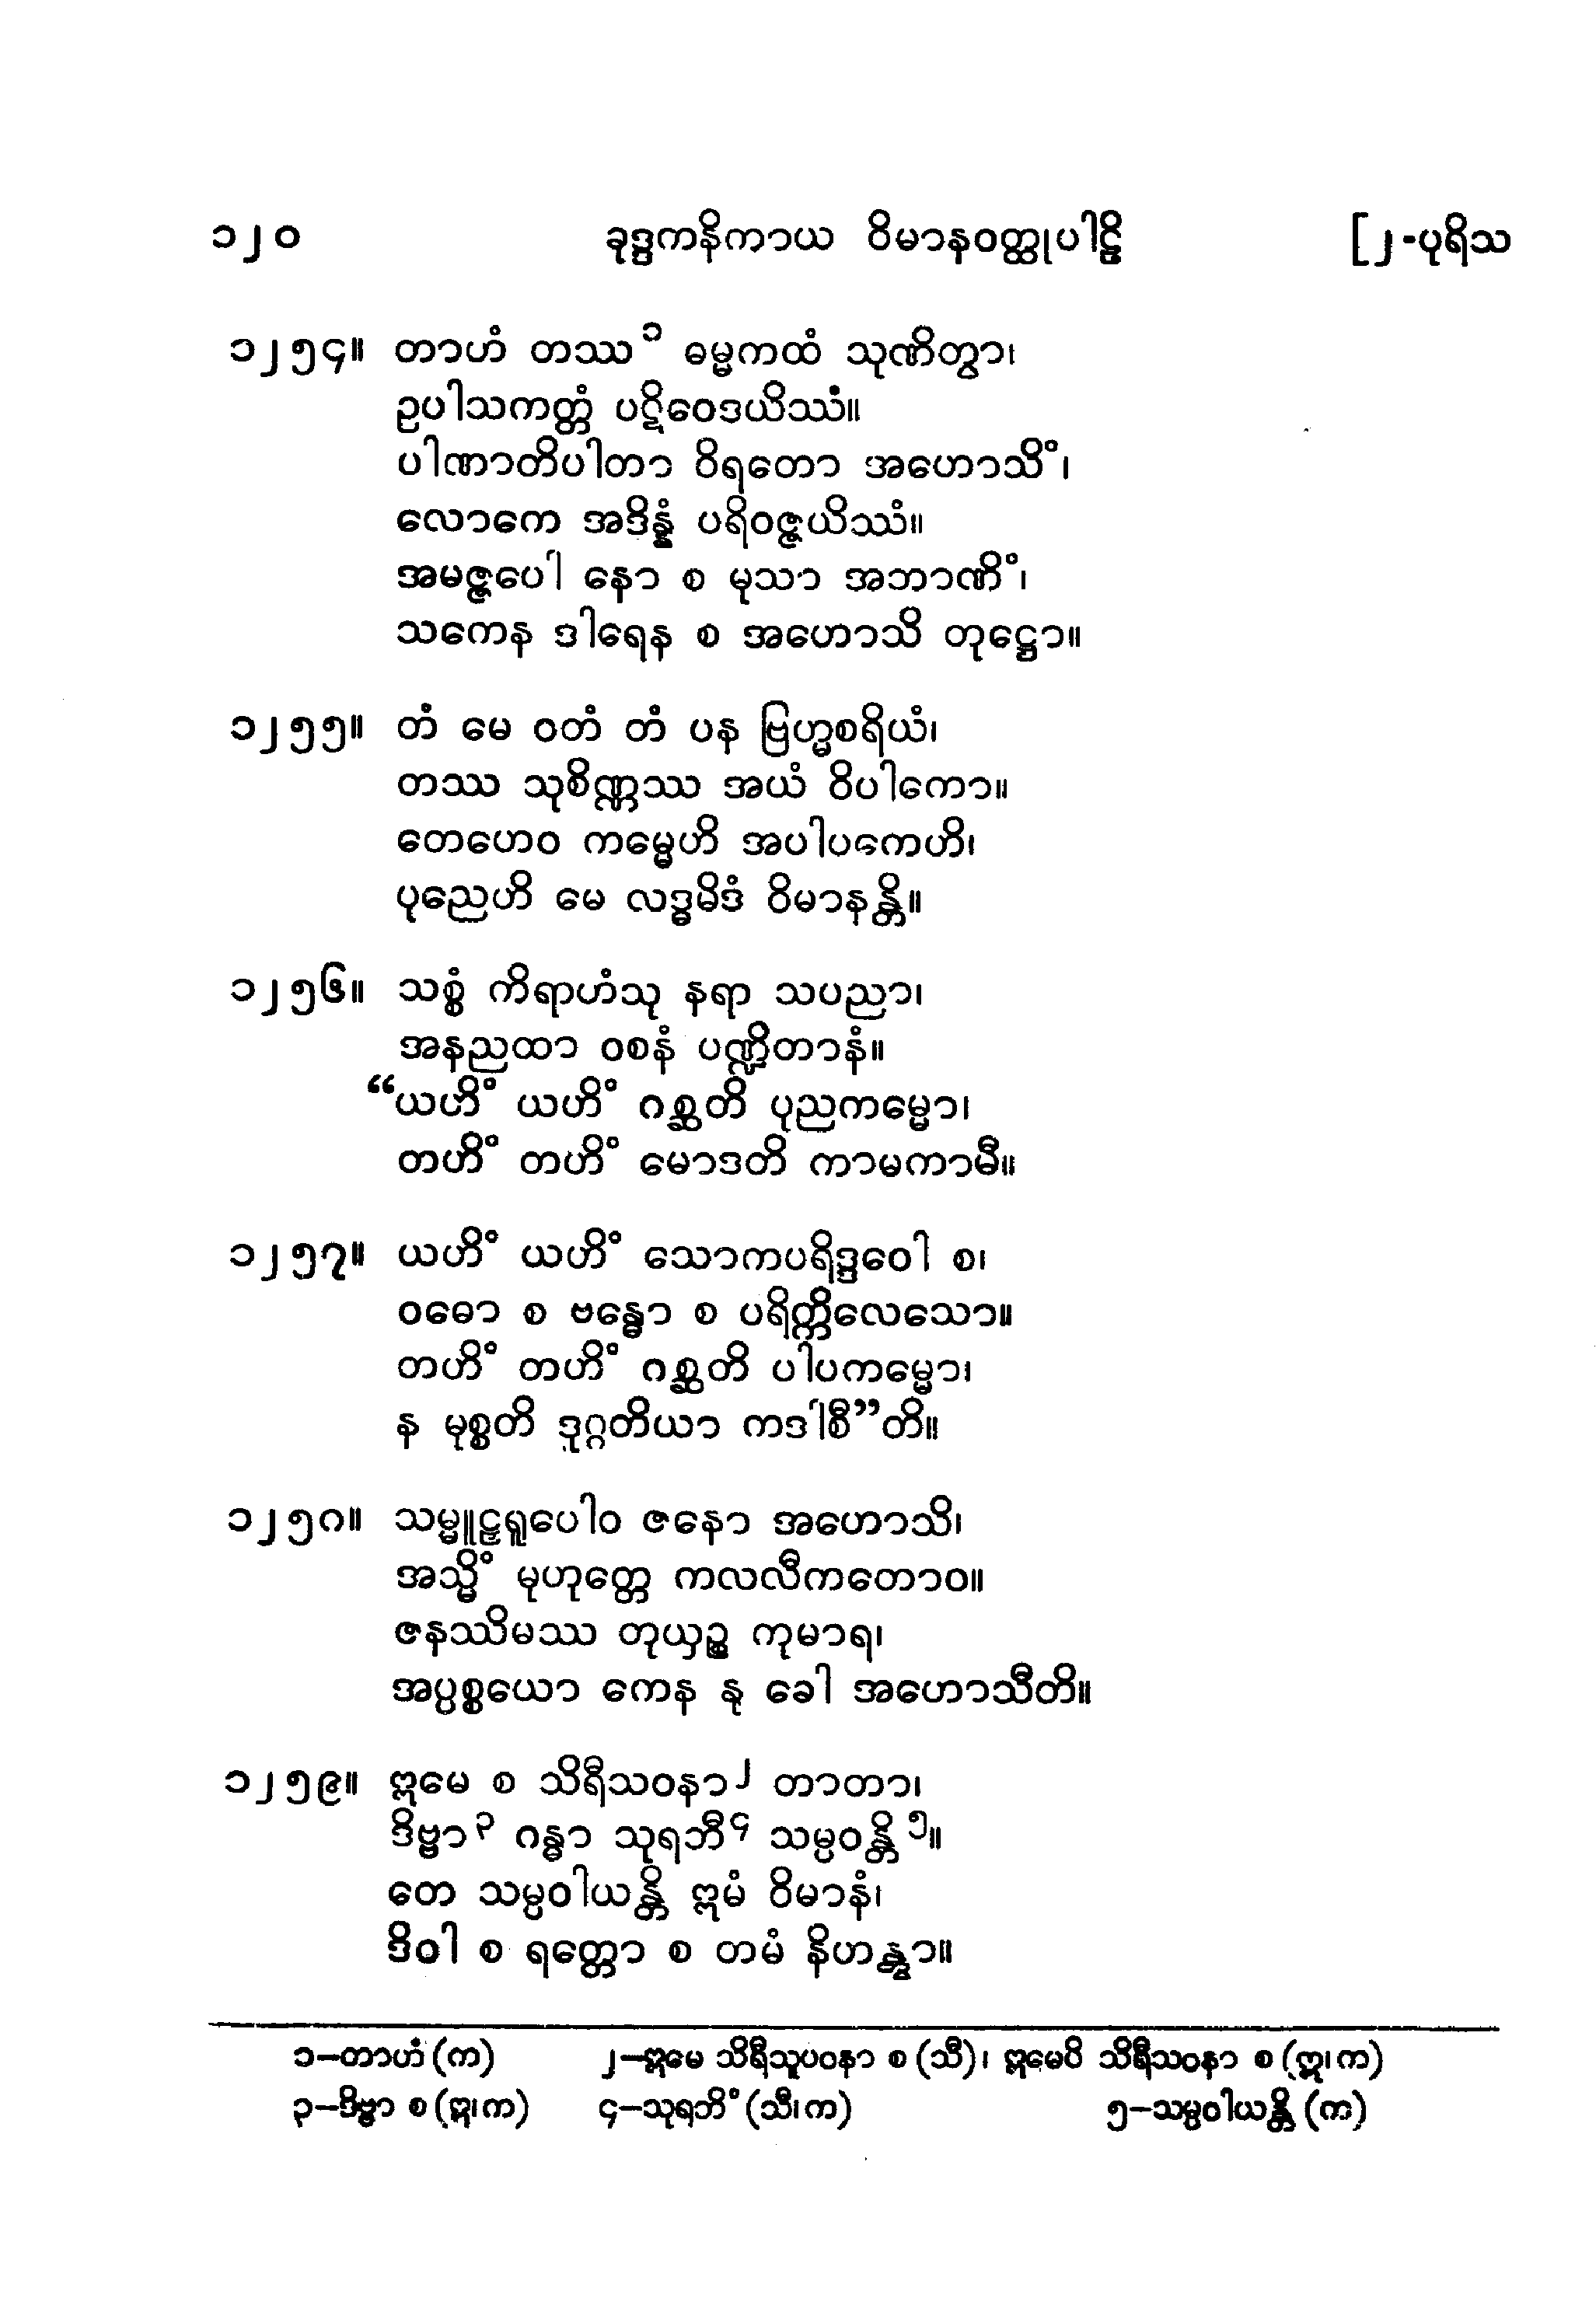 ၁၂၀ ခုဒ္ဒကနိကာယ ဝိမာနဝတ္ထုပါဠိ [၂-ပုရိသ
၁၂၅၄။ တာဟံ တဿ၁ ဓမ္မကထံ သုဏိတွာ၊
ဥပါသကတ္တံ ပဋိဝေဒယိဿံ။
ပါဏာတိပါတာ ဝိရတော အဟောသိံ၊
လောကေ အဒိန္နံ ပရိဝဇ္ဇယိဿံ။
အမဇ္ဇပေါ နော စ မုသာ အဘာဏိံ၊
သကေန ဒါရေန စ အဟောသိ တုဋ္ဌော။
၁၂၅၅။ တံ မေ ဝတံ တံ ပန ဗြဟ္မစရိယံ၊
တဿ သုစိဏ္ဏဿ အယံ ဝိပါကော။
တေဟေဝ ကမ္မေဟိ အပါပကေဟိ၊
ပုညေဟိ မေ လဒ္ဓမိဒံ ဝိမာနန္တိ။
၁၂၅၆။ သစ္စံ ကိရာဟံသု နရာ သပညာ၊
အနညထာ ဝစနံ ပဏ္ဍိတာနံ။
“ယဟိံ ယဟိံ ဂစ္ဆတိ ပုညကမ္မော၊
တဟိံ တဟိံ မောဒတိ ကာမကာမီ။
၁၂၅၇။ ယဟိံ ယဟိံ သောကပရိဒ္ဒဝေါ စ၊
ဝဓော စ ဗန္ဓော စ ပရိက္ကိလေသော။
တဟိံ တဟိံ ဂစ္ဆတိ ပါပကမ္မော၊
န မုစ္စတိ ဒုဂ္ဂတိယာ ကဒါစီ”တိ။
၁၂၅၈။ သမ္မူဠှရူပေါဝ ဇနော အဟောသိ၊
အသ္မိံ မုဟုတ္တေ ကလလီကတောဝ။
ဇနဿိမဿ တုယှဉ္စ ကုမာရ၊
အပ္ပစ္စယော ကေန နု ခေါ အဟောသီတိ။
၁၂၅၉။ ဣမေ စ သိရီသဝနာ၂ တာတာ၊
ဒိဗ္ဗာ၃ ဂန္ဓာ သုရဘီ၄ သမ္ပဝန္တိ၅။
တေ သမ္ပဝါယန္တိ ဣမံ ဝိမာနံ၊
ဒိဝါ စ ရတ္တော စ တမံ နိဟန္တွာ။
၁–တာဟံ (က) ၂–ဣမေ သိရီသူပဝနာ စ (သီ)၊ ဣမေပိ သိရီသဝနာ စ (ဣ၊က)
၃–ဒိဗ္ဗာ စ (ဣ၊က) ၄–သုရဘိံ (သီ၊က) ၅–သမ္ပဝါယန္တိ (က)